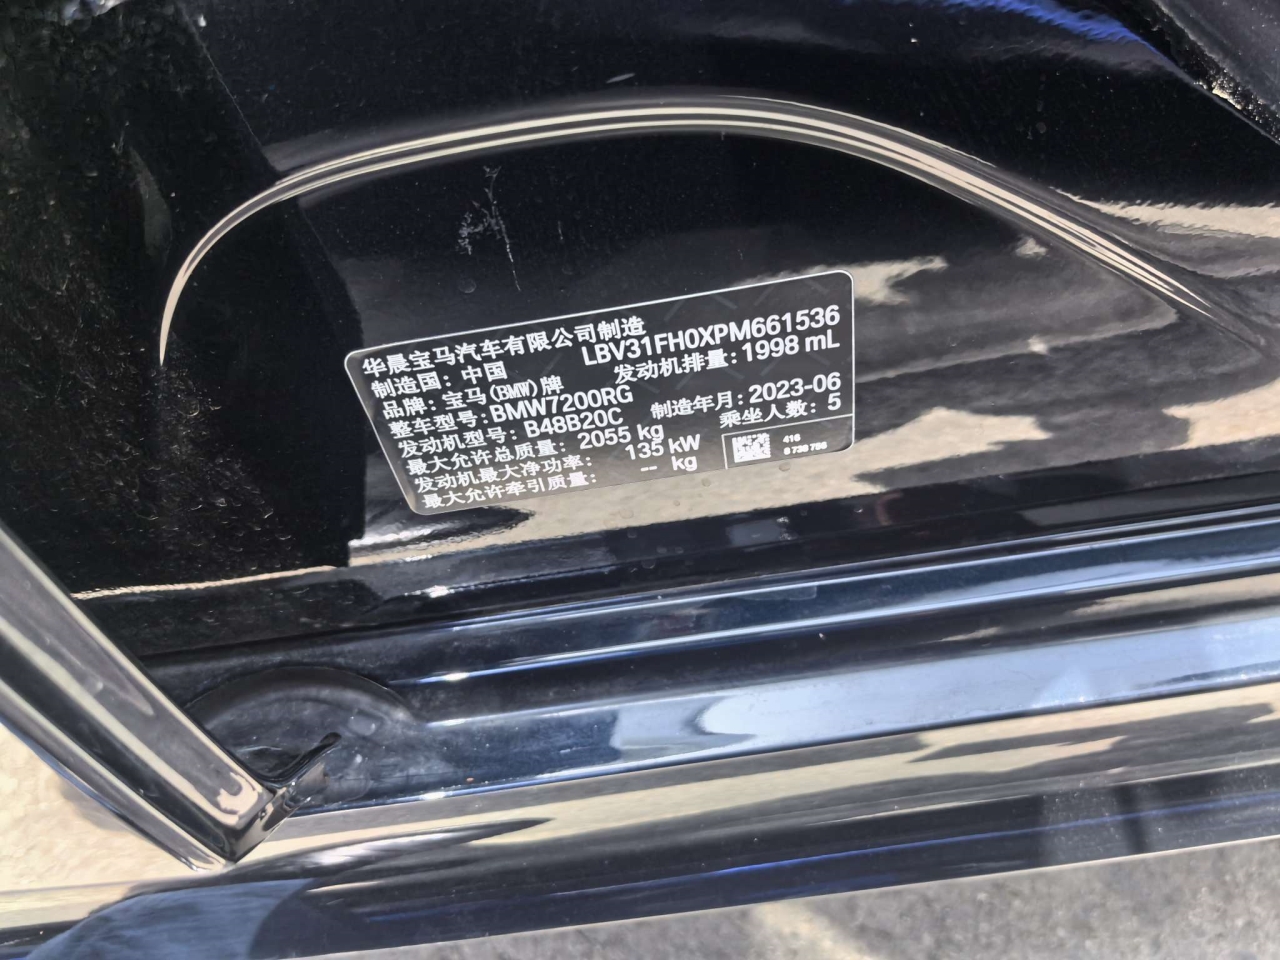 华晨宝马汽车有限公司制造
制造国：中国 LBV31FH0XPM661536
品牌：宝马(BMW)牌 发动机排量：1998 mL
整车型号：BMW7200RG
发动机型号：B48B20C 制造年月：2023-06
最大允许总质量：2055 kg 乘坐人数：5
发动机最大净功率：135 kW
最大允许牵引质量：-- kg
416